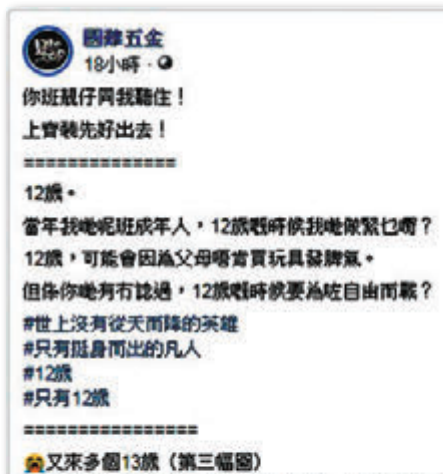 國難五金
18小時 ·
你班靚仔同我聽住！
上齊裝先好出去！
==============
12歲。
當年我哋呢班成年人，12歲嘅時候我哋做緊乜嘢？
12歲，可能會因為父母唔肯買玩具發脾氣。
但係你哋有冇諗過，12歲嘅時候要為咗自由而戰？
#世上沒有從天而降的英雄
#只有挺身而出的凡人
#12歲
#只有12歲
================
😭又來多個13歲（第三幅圖）